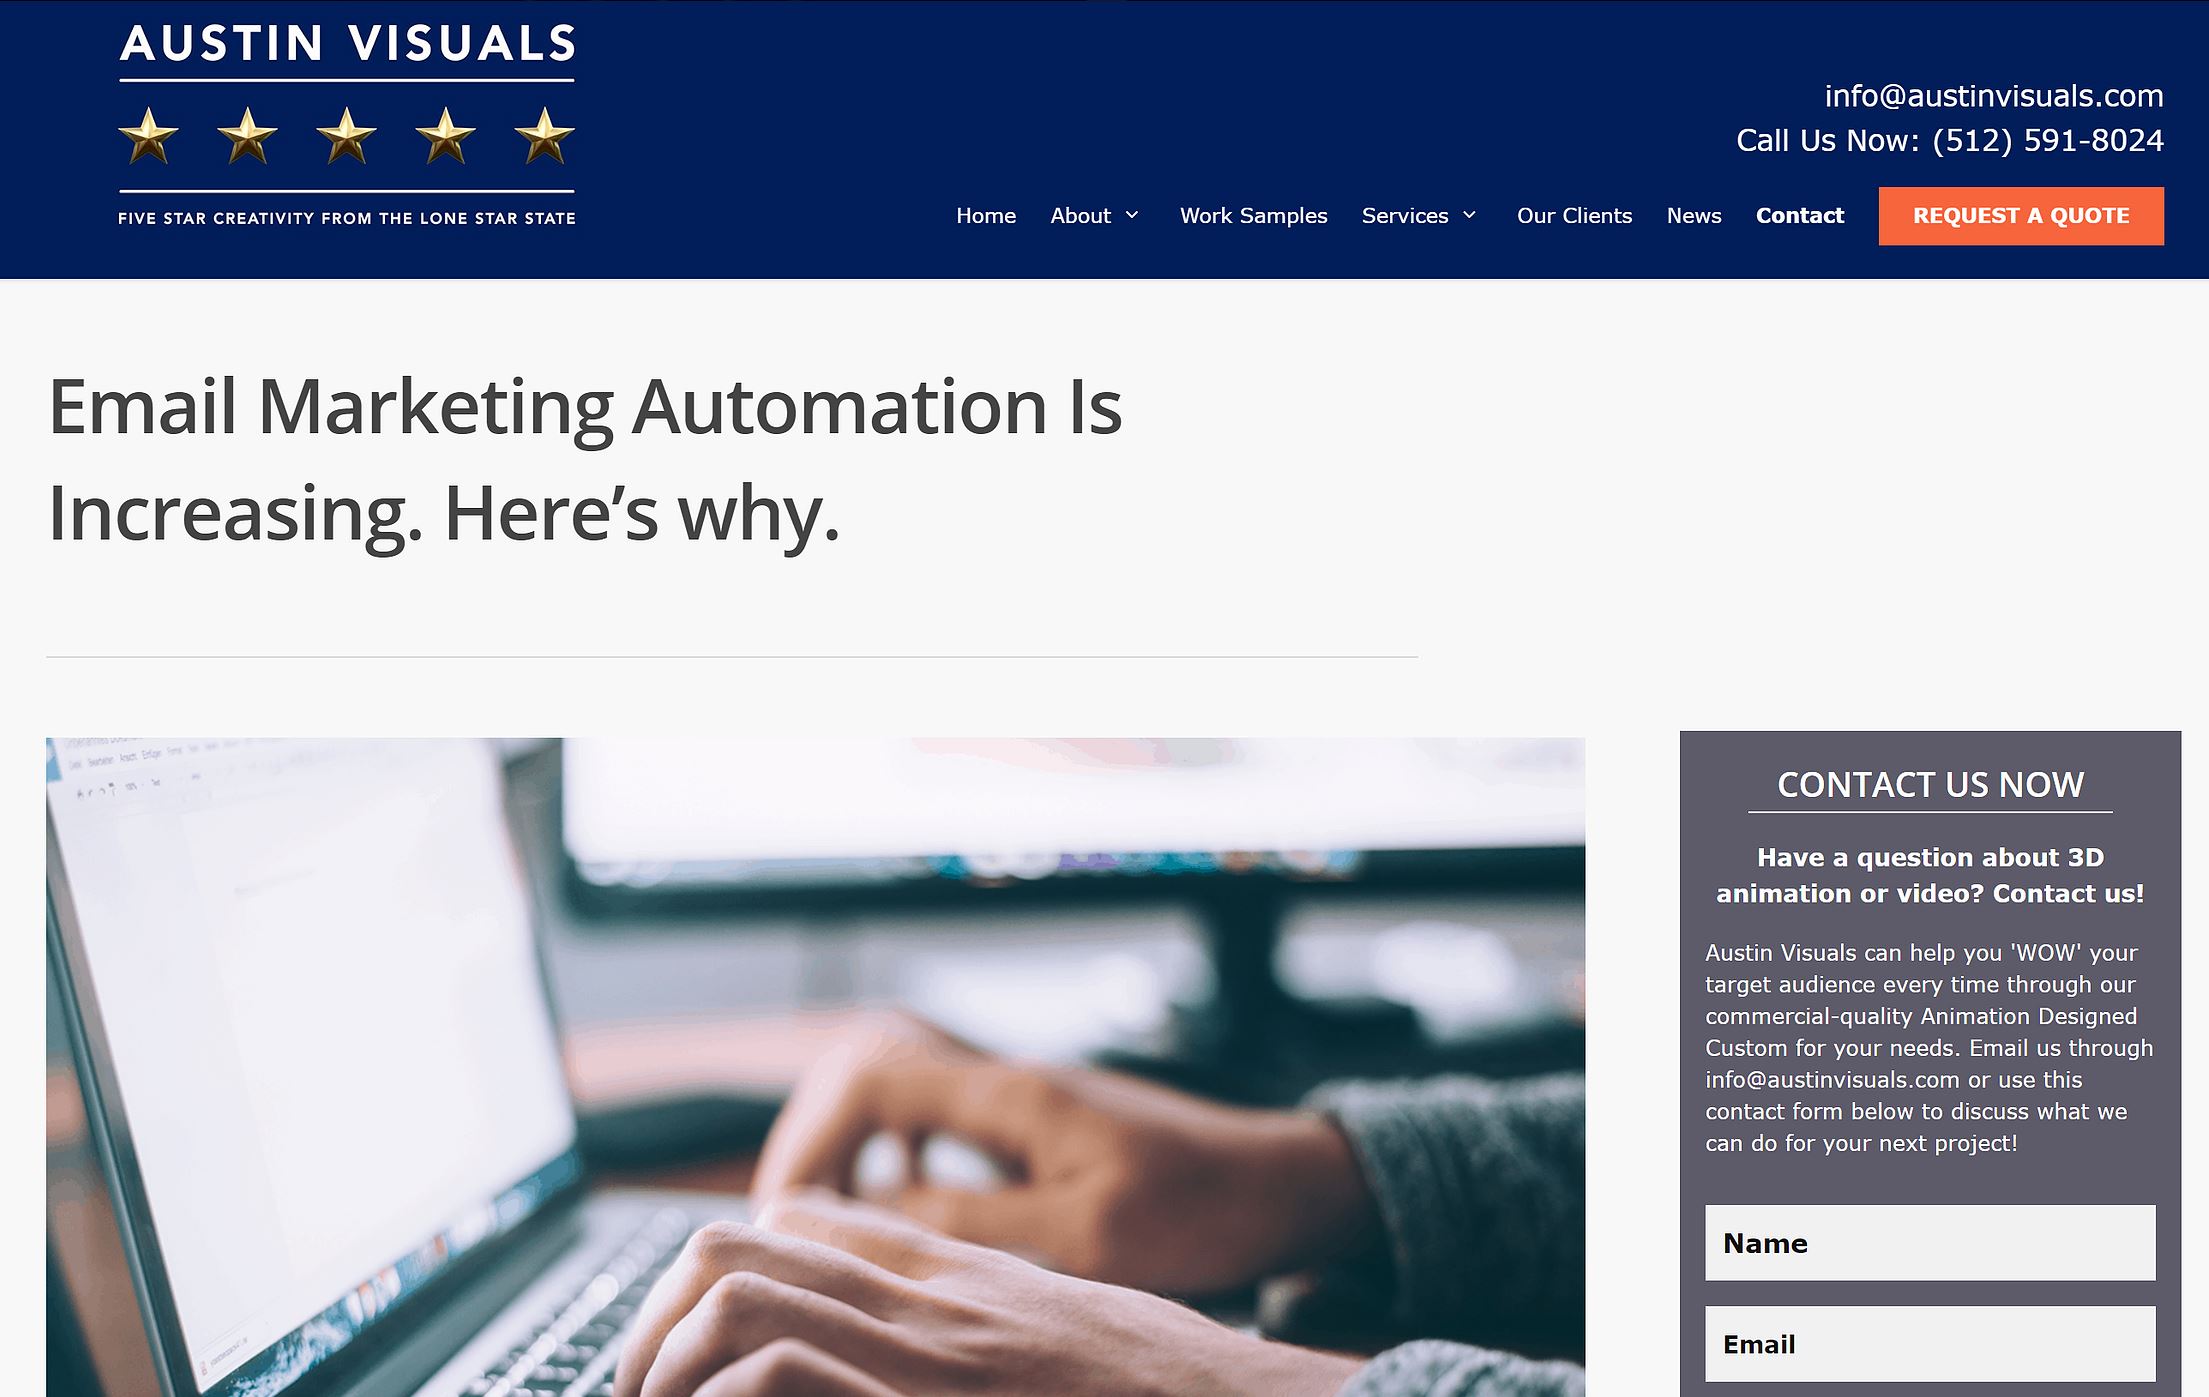 AUSTIN VISUALS
FIVE STAR CREATIVITY FROM THE LONE STAR STATE
info@austinvisuals.com
Call Us Now: (512) 591-8024
Home About Work Samples Services Our Clients News Contact REQUEST A QUOTE
Email Marketing Automation Is
Increasing. Here’s why.
CONTACT US NOW
Have a question about 3D
animation or video? Contact us!
Austin Visuals can help you 'WOW' your
target audience every time through our
commercial-quality Animation Designed
Custom for your needs. Email us through
info@austinvisuals.com or use this
contact form below to discuss what we
can do for your next project!
Name
Email